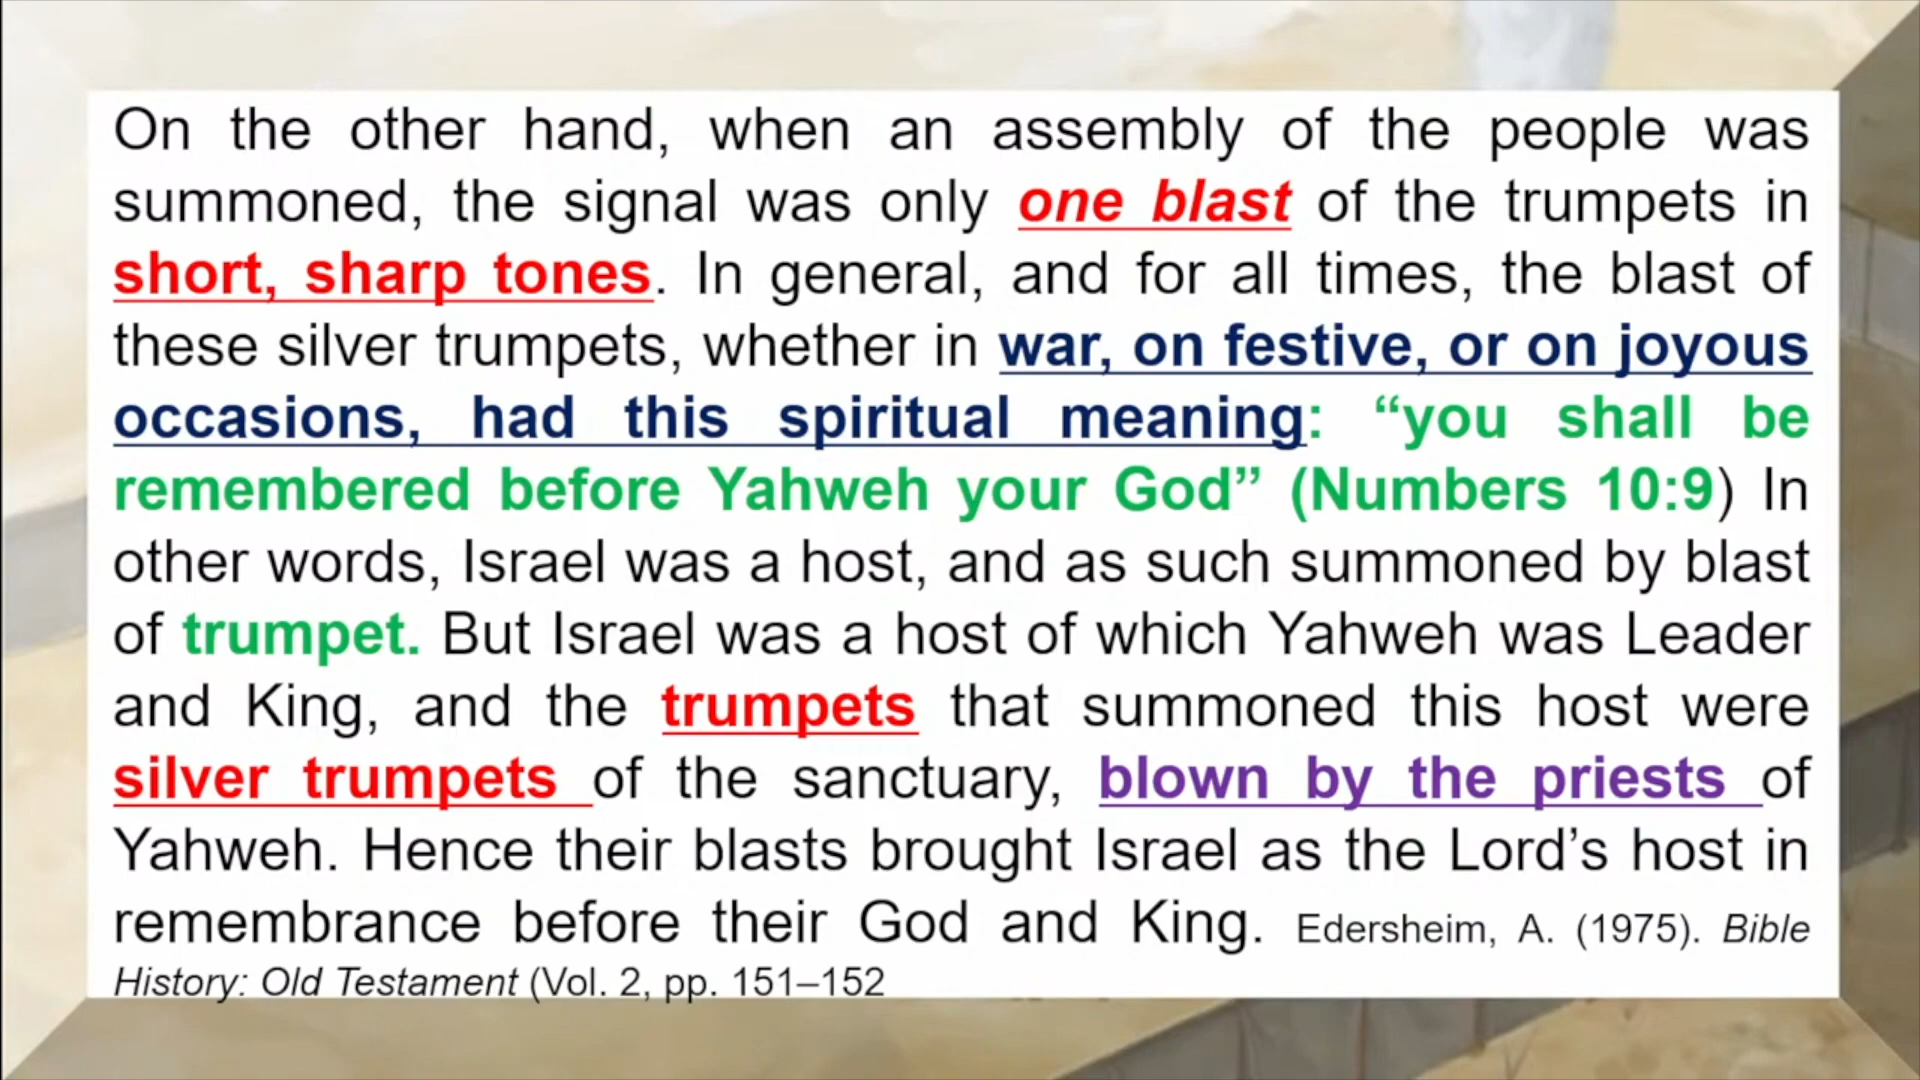 On the other hand, when an assembly of the people was
summoned, the signal was only one blast of the trumpets in
short, sharp tones. In general, and for all times, the blast of
these silver trumpets, whether in war, on festive, or on joyous
occasions, had this spiritual meaning: “you shall be
remembered before Yahweh your God” (Numbers 10:9) In
other words, Israel was a host, and as such summoned by blast
of trumpet. But Israel was a host of which Yahweh was Leader
and King, and the trumpets that summoned this host were
silver trumpets of the sanctuary, blown by the priests of
Yahweh. Hence their blasts brought Israel as the Lord’s host in
remembrance before their God and King. Edersheim, A. (1975). Bible
History: Old Testament (Vol. 2, pp. 151–152